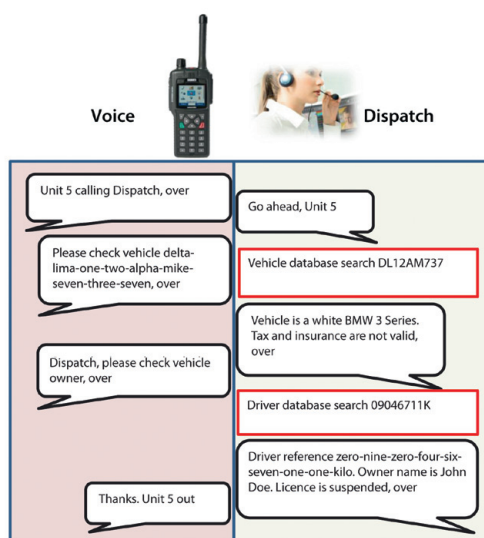 Voice
Dispatch
Unit 5 calling Dispatch, over
Go ahead, Unit 5
Please check vehicle delta-
lima-one-two-alpha-mike-
seven-three-seven, over
Vehicle database search DL12AM737
Vehicle is a white BMW 3 Series.
Tax and insurance are not valid,
over
Dispatch, please check vehicle
owner, over
Driver database search 09046711K
Driver reference zero-nine-zero-four-six-
seven-one-one-kilo. Owner name is John
Doe. Licence is suspended, over
Thanks. Unit 5 out